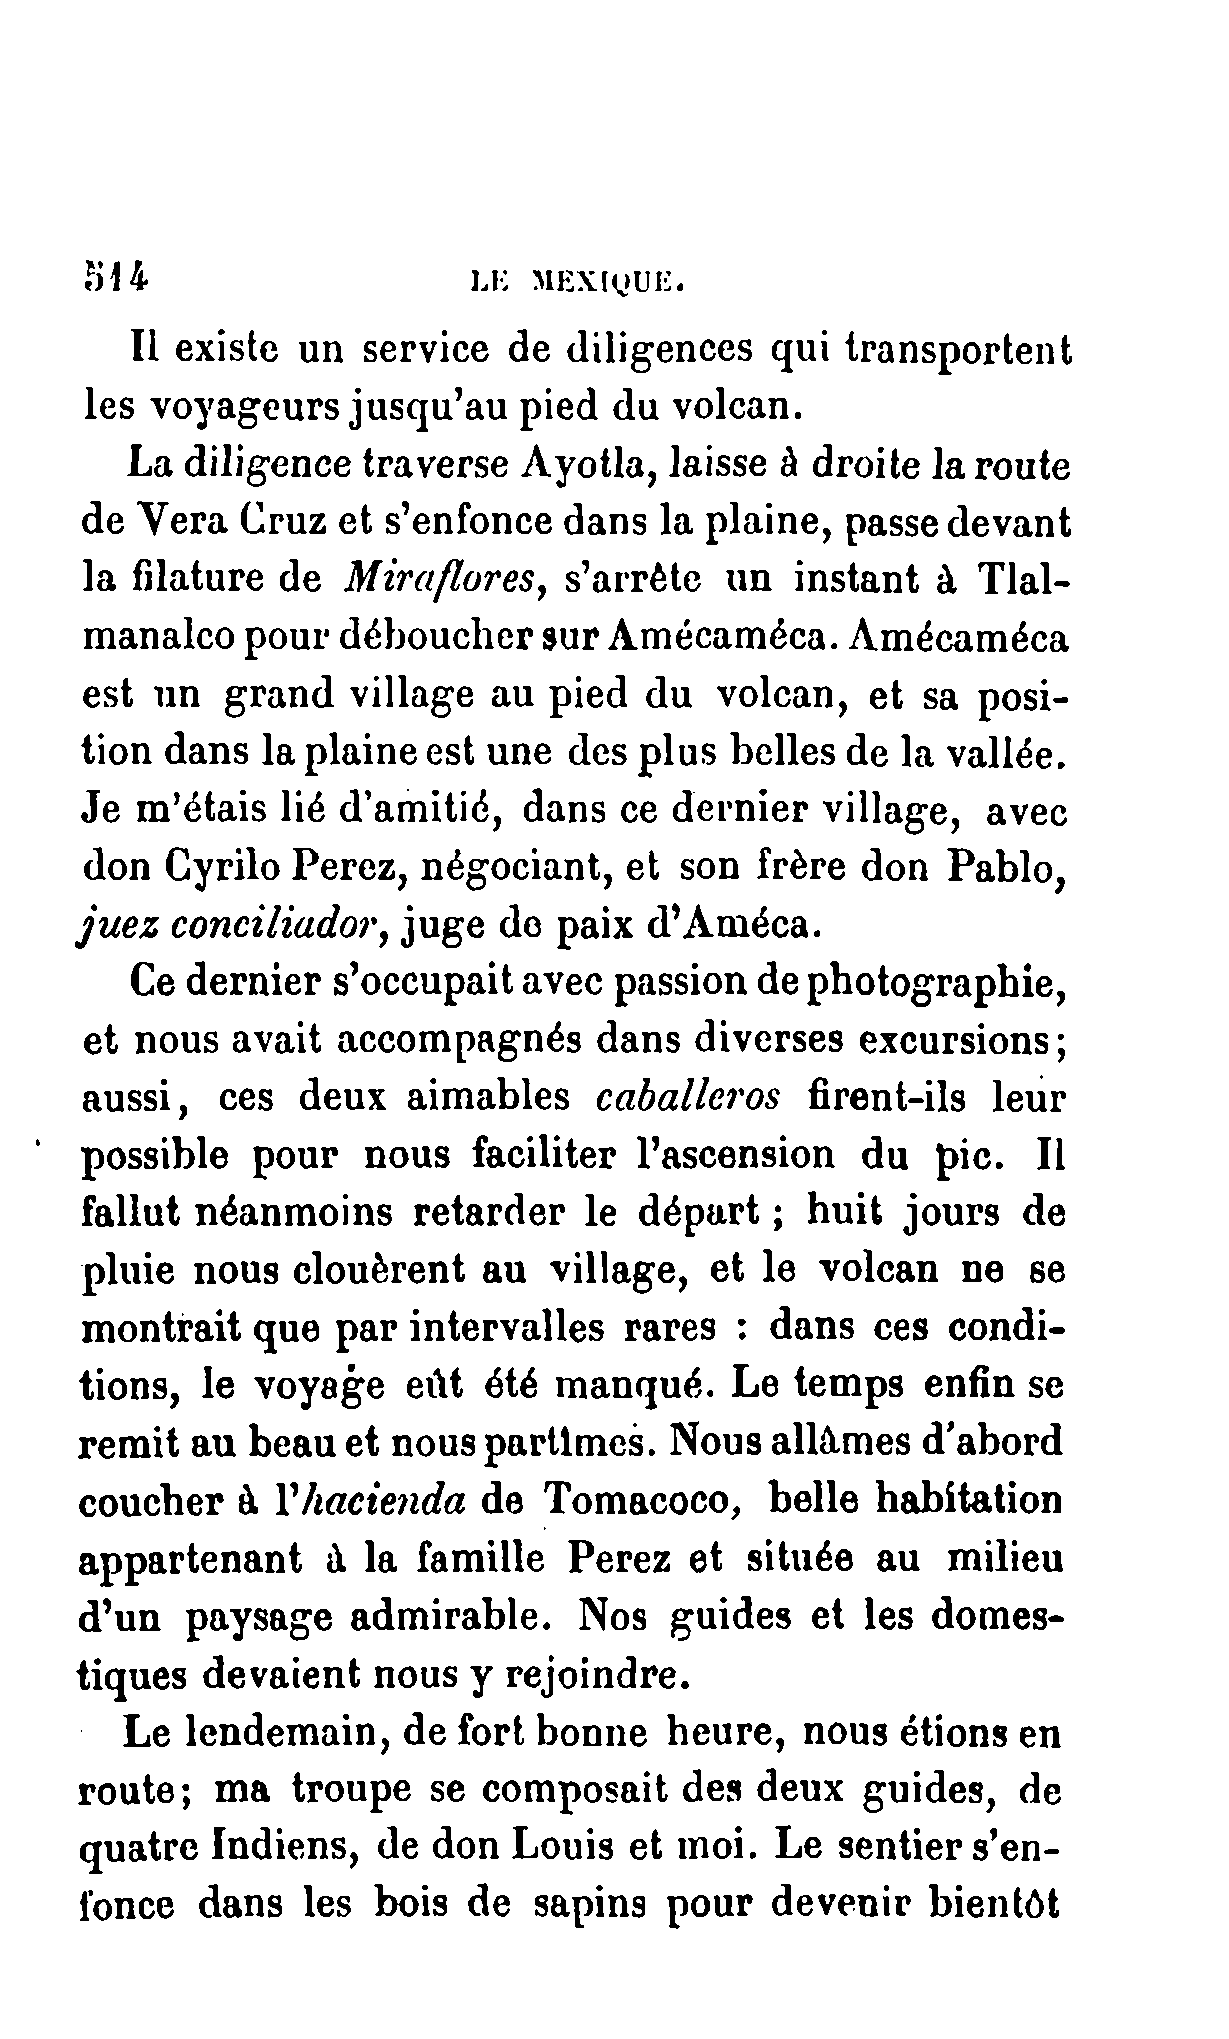 514 LE MEXIQUE.
Il existe un service de diligences qui transportent
les voyageurs jusqu'au pied du volcan.
La diligence traverse Ayotla, laisse à droite la route
de Vera Cruz et s'enfonce dans la plaine, passe devant
la filature de Miraflores, s'arrête un instant à Tlal-
manalco pour déboucher sur Amécaméca. Amécaméca
est un grand village au pied du volcan, et sa posi-
tion dans la plaine est une des plus belles de la vallée.
Je m'étais lié d'amitié, dans ce dernier village, avec
don Cyrilo Perez, négociant, et son frère don Pablo,
juez conciliador, juge de paix d'Améca.
Ce dernier s'occupait avec passion de photographie,
et nous avait accompagnés dans diverses excursions;
aussi, ces deux aimables caballeros firent-ils leur
possible pour nous faciliter l'ascension du pic. Il
fallut néanmoins retarder le départ ; huit jours de
pluie nous clouèrent au village, et le volcan ne se
montrait que par intervalles rares : dans ces condi-
tions, le voyage eût été manqué. Le temps enfin se
remit au beau et nous partîmes. Nous allâmes d'abord
coucher à l'hacienda de Tomacoco, belle habitation
appartenant à la famille Perez et située au milieu
d'un paysage admirable. Nos guides et les domes-
tiques devaient nous y rejoindre.
Le lendemain, de fort bonne heure, nous étions en
route; ma troupe se composait des deux guides, de
quatre Indiens, de don Louis et moi. Le sentier s'en-
fonce dans les bois de sapins pour devenir bientôt